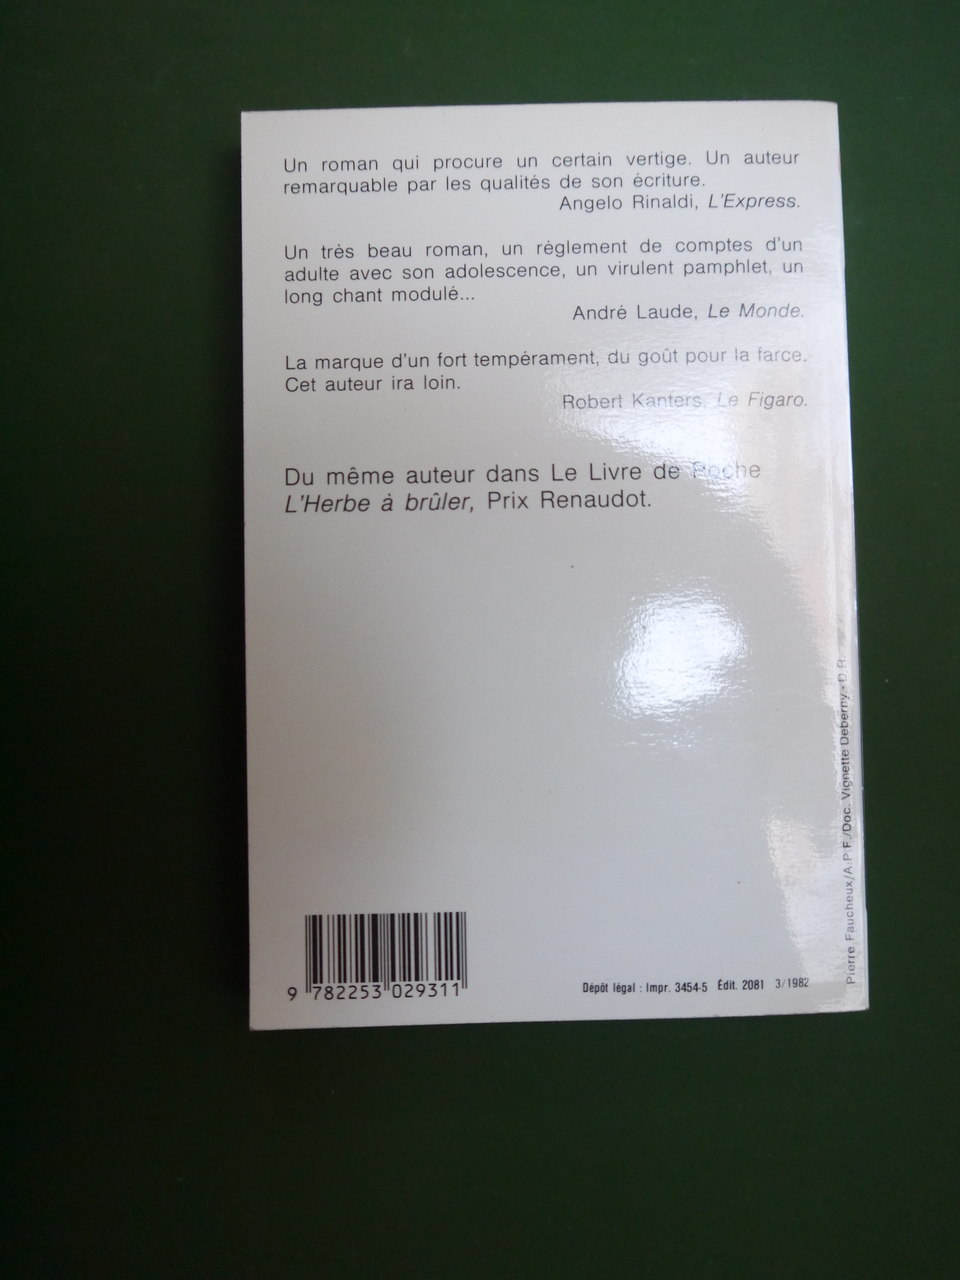 Un roman qui procure un certain vertige. Un auteur
remarquable par les qualités de son écriture.
Angelo Rinaldi, L'Express.
Un très beau roman, un règlement de comptes d'un
adulte avec son adolescence, un virulent pamphlet, un
long chant modulé...
André Laude, Le Monde.
La marque d'un fort tempérament, du goût pour la farce.
Cet auteur ira loin.
Robert Kanters, Le Figaro.
Du même auteur dans Le Livre de Poche
L'Herbe à brûler, Prix Renaudot.
Pierre Faucheux/A.P.F./Doc. Vignette Deberny - D.R.
9 782253 029311
Dépôt légal : Impr. 3454-5 Édit. 2081 3/1982